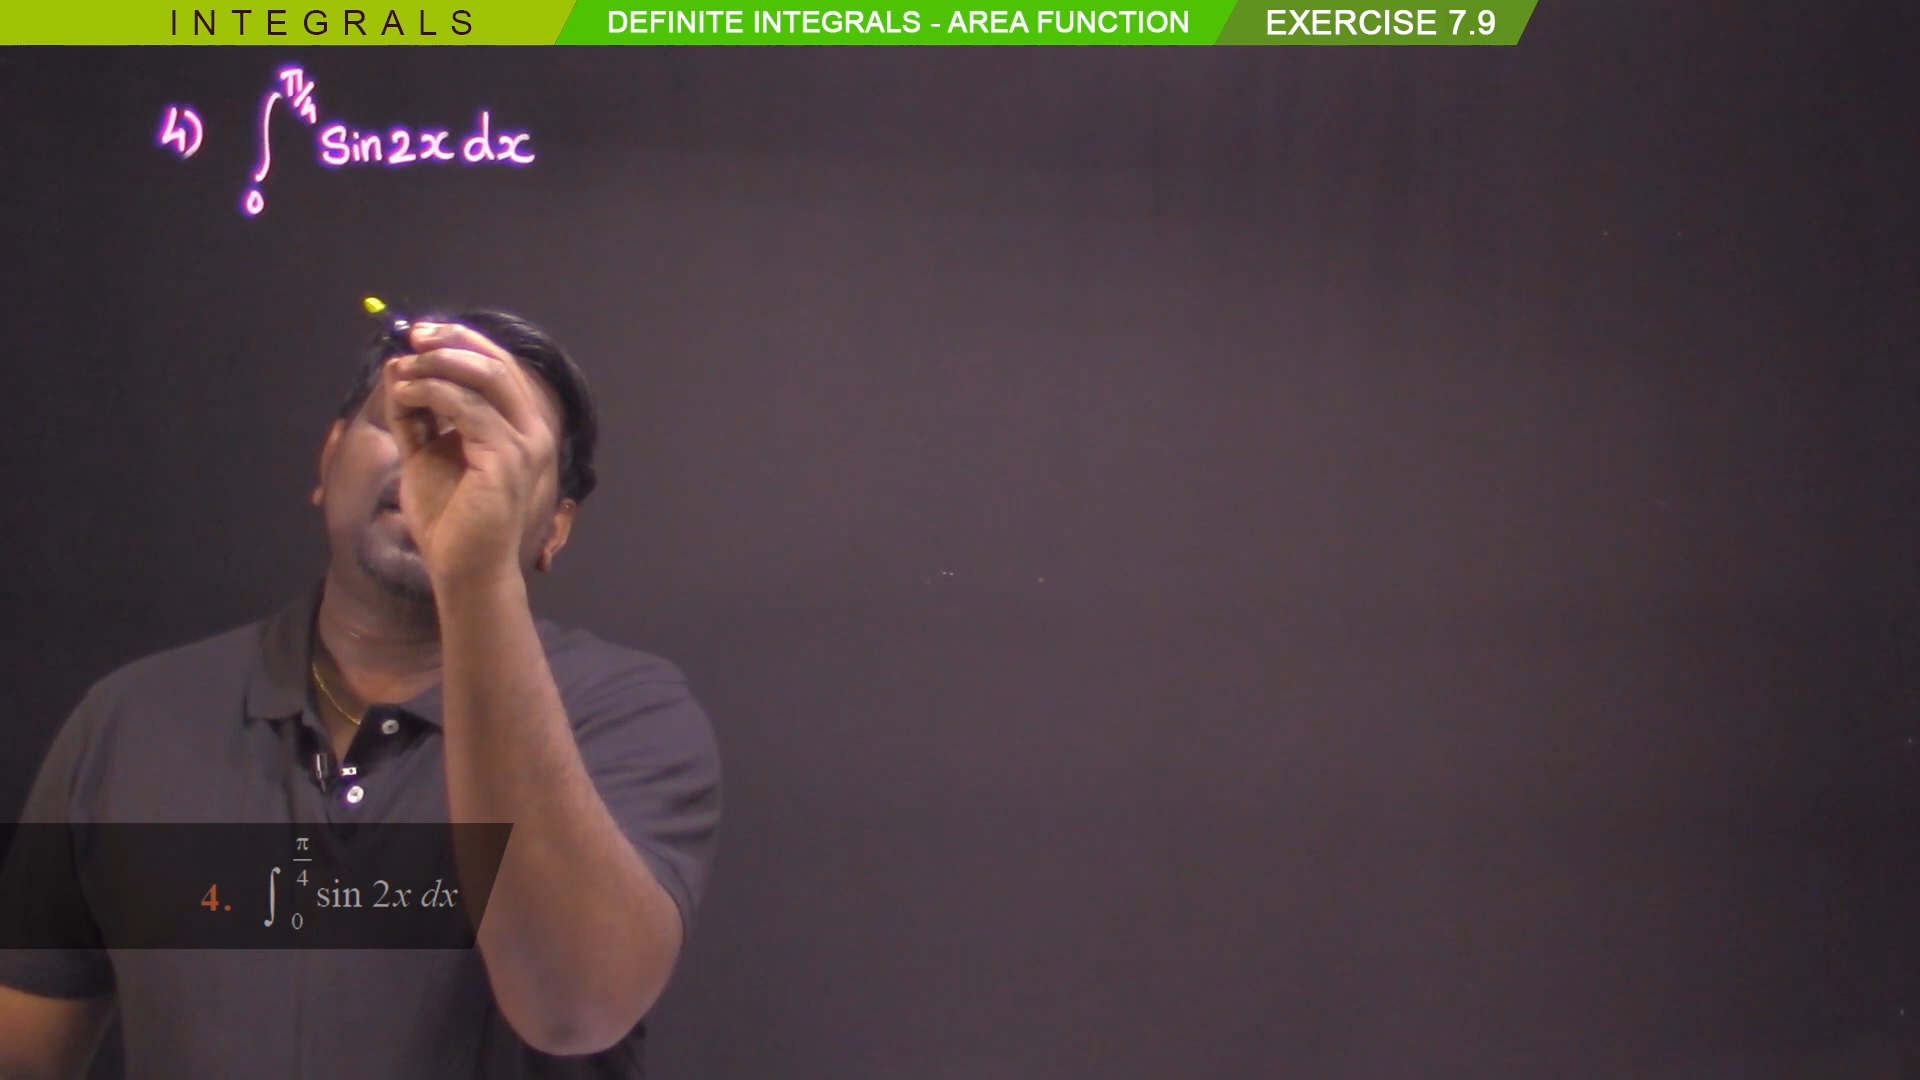 INTEGRALS DEFINITE INTEGRALS - AREA FUNCTION EXERCISE 7.9
4) ∫₀^π/4 Sin2x dx
4. ∫₀^π/4 sin 2x dx